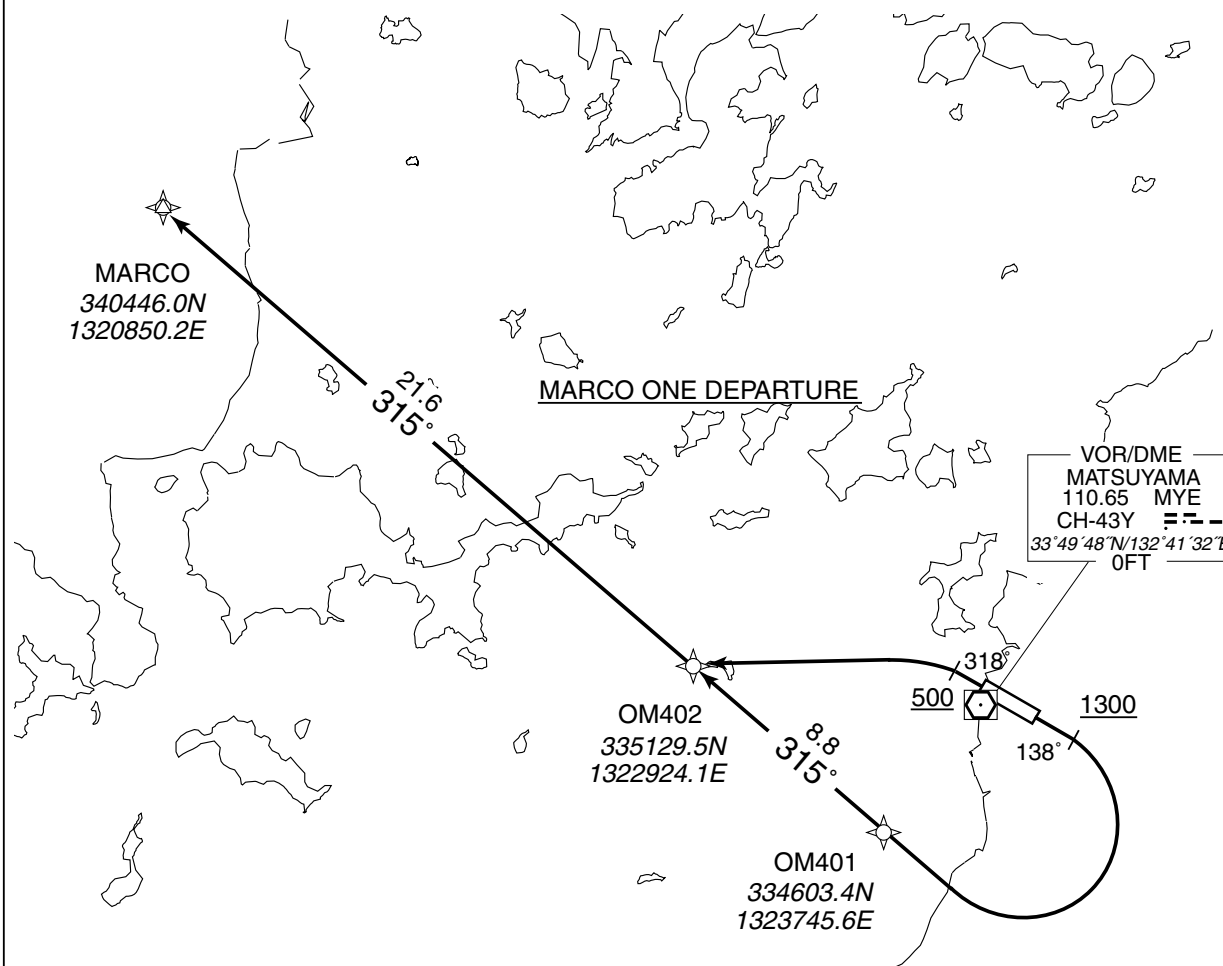 MARCO
340446.0N
1320850.2E
21.6
315°
MARCO ONE DEPARTURE
VOR/DME
MATSUYAMA
110.65 MYE
CH-43Y
33°49´48˝N/132°41´32˝E
0FT
318°
500
1300
138°
OM402
335129.5N
1322924.1E
8.8
315°
OM401
334603.4N
1323745.6E